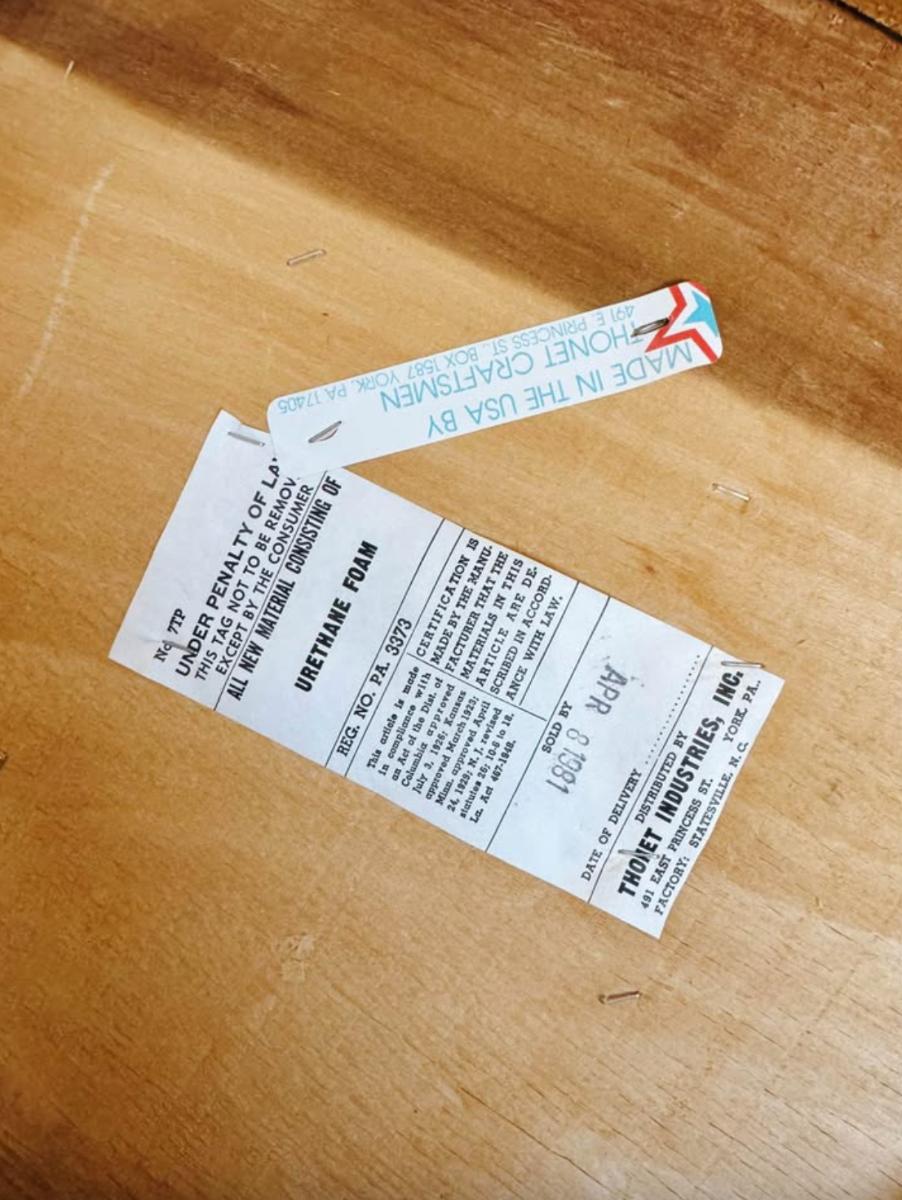 MADE IN THE USA BY
THONET CRAFTSMEN
491 E. PRINCESS ST., BOX 1587 YORK, PA 17405
No 7TP
UNDER PENALTY OF LA
THIS TAG NOT TO BE REMOV
EXCEPT BY THE CONSUMER
ALL NEW MATERIAL CONSISTING OF
URETHANE FOAM
REG. NO. PA. 3373
This article is made
in compliance with
an Act of the Dist. of
Columbia approved
July 3, 1926; Kansas
approved March 1923;
Minn. approved April
24, 1929; N. J. revised
statutes 26; 10-6 to 18.
La. Act 467-1948.
CERTIFICATION IS
MADE BY THE MANU-
FACTURER THAT THE
MATERIALS IN THIS
ARTICLE ARE DE-
SCRIBED IN ACCORD-
ANCE WITH LAW.
SOLD BY
APR 8 1981
DATE OF DELIVERY ..............
DISTRIBUTED BY
THONET INDUSTRIES, INC.
491 EAST PRINCESS ST. YORK, PA.
FACTORY: STATESVILLE, N. C.